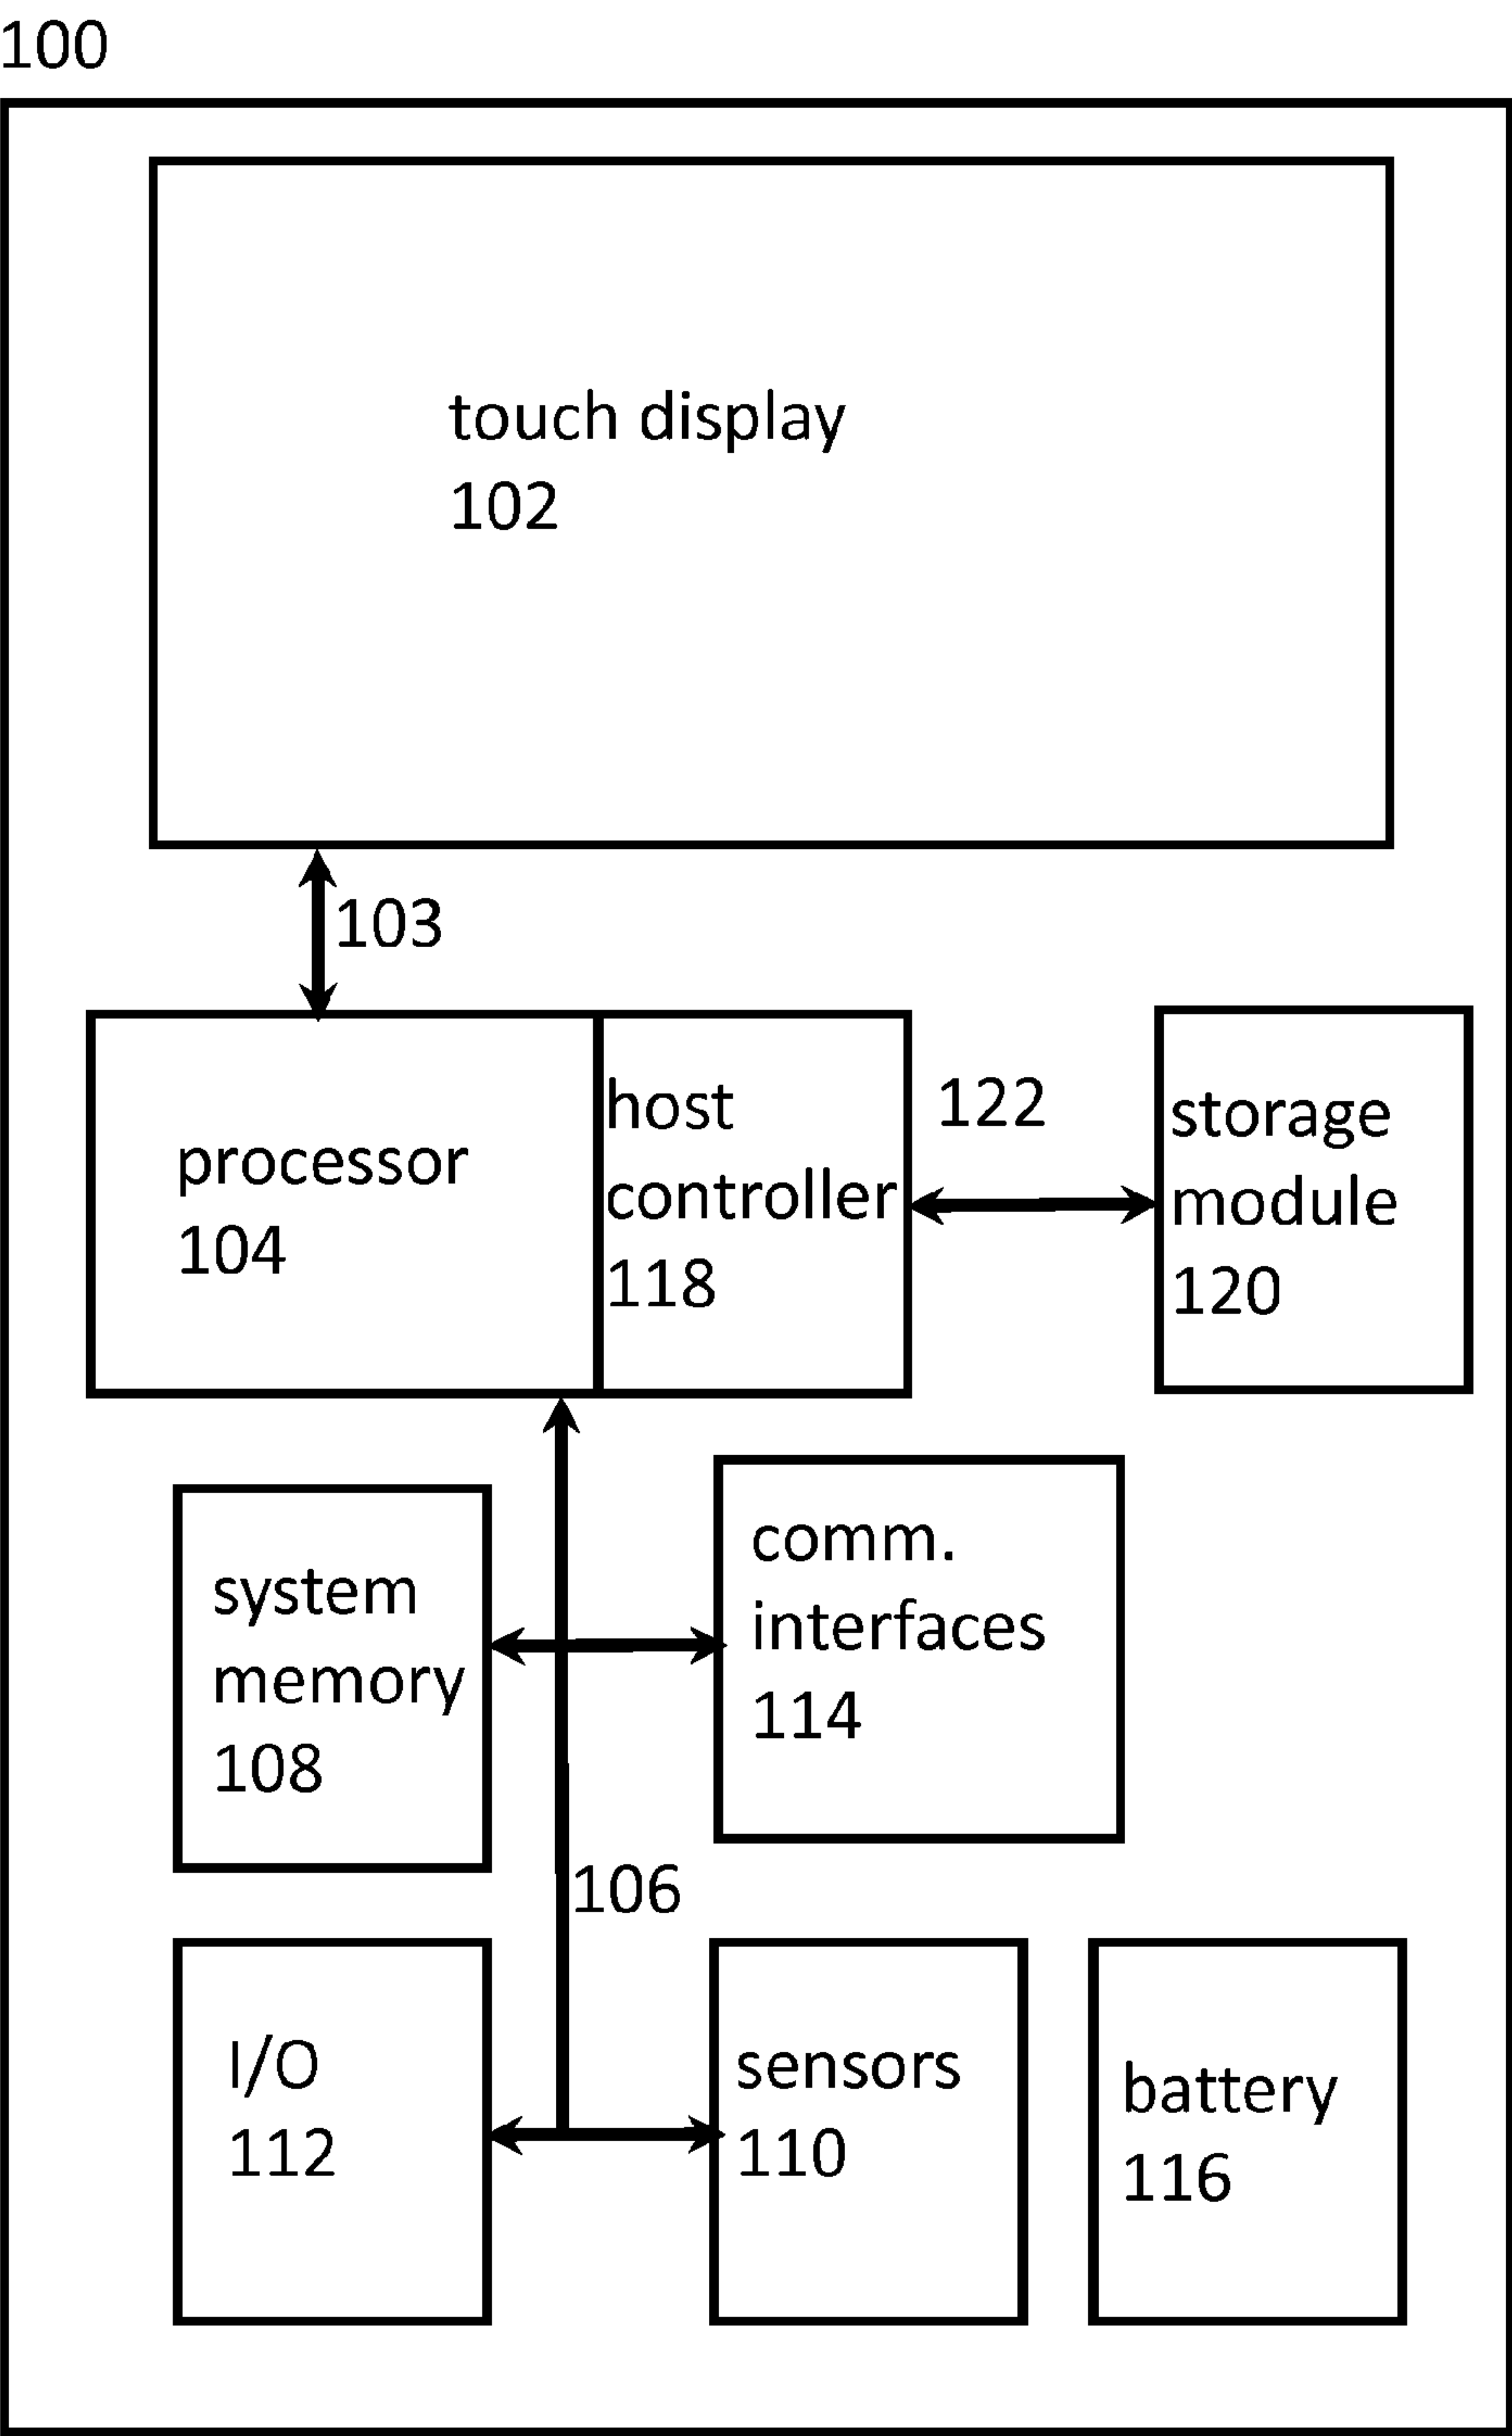 100
touch display
102
103
processor
104
host
controller
118
122
storage
module
120
system
memory
108
comm.
interfaces
114
106
I/O
112
sensors
110
battery
116